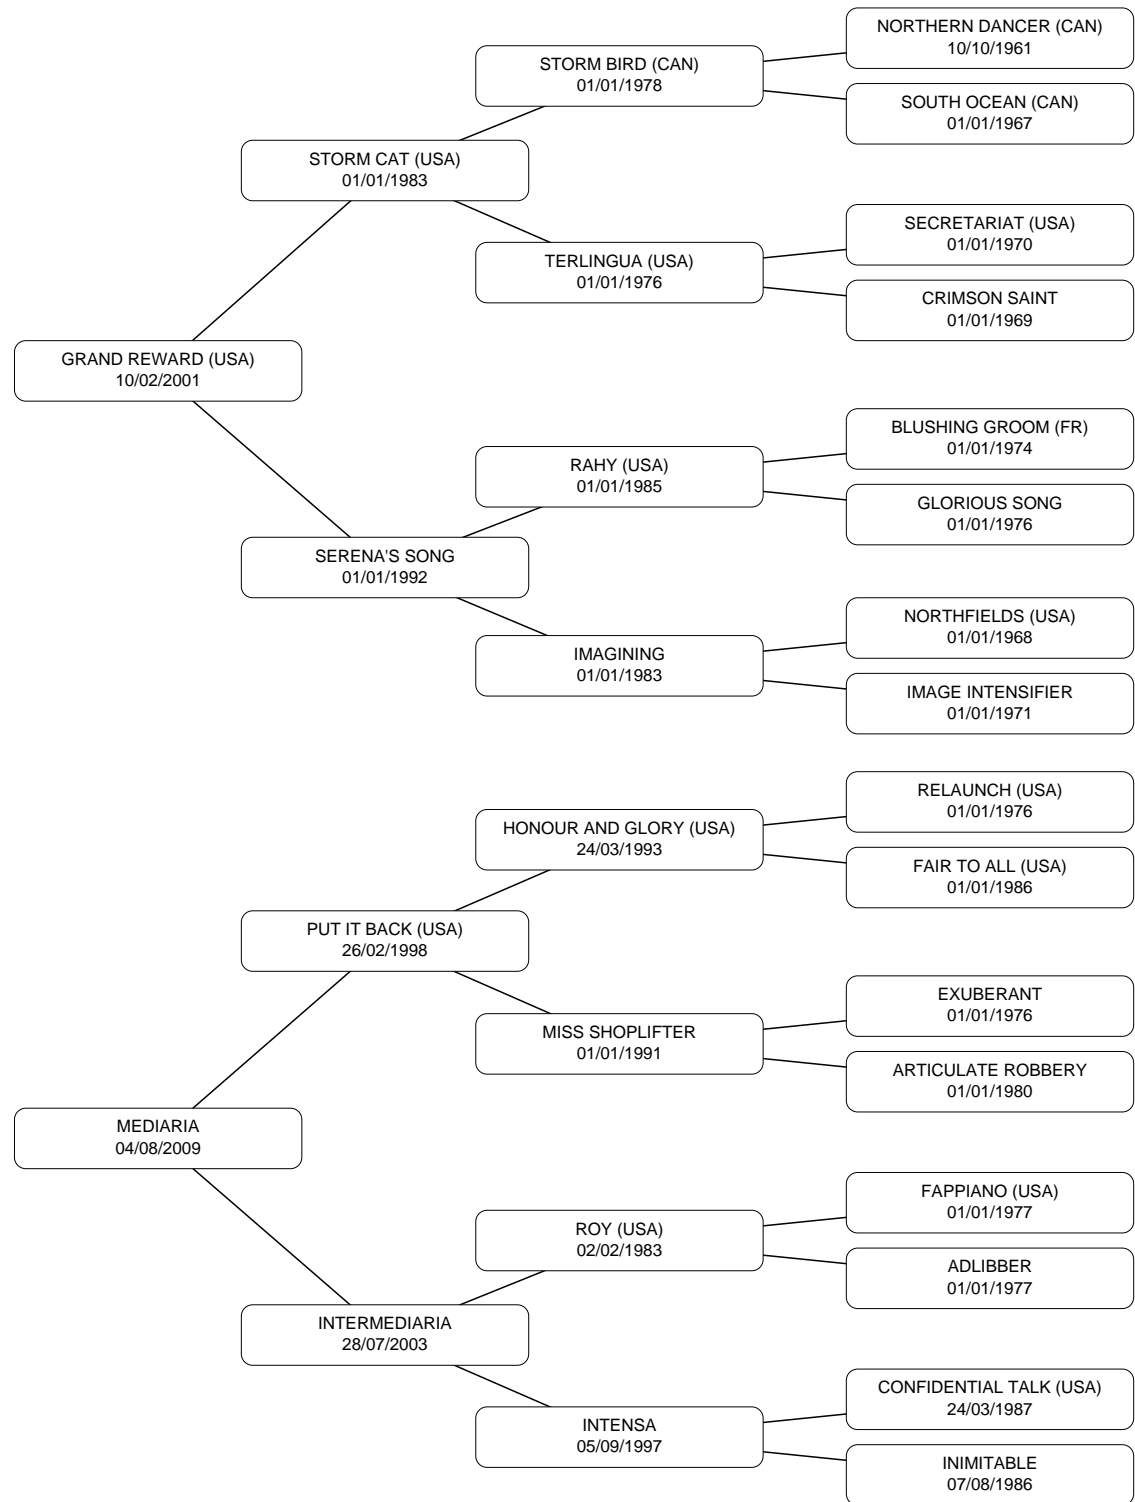 NORTHERN DANCER (CAN)
10/10/1961
STORM BIRD (CAN)
01/01/1978
SOUTH OCEAN (CAN)
01/01/1967
STORM CAT (USA)
01/01/1983
SECRETARIAT (USA)
01/01/1970
TERLINGUA (USA)
01/01/1976
CRIMSON SAINT
01/01/1969
GRAND REWARD (USA)
10/02/2001
BLUSHING GROOM (FR)
01/01/1974
RAHY (USA)
01/01/1985
GLORIOUS SONG
01/01/1976
SERENA'S SONG
01/01/1992
NORTHFIELDS (USA)
01/01/1968
IMAGINING
01/01/1983
IMAGE INTENSIFIER
01/01/1971
RELAUNCH (USA)
01/01/1976
HONOUR AND GLORY (USA)
24/03/1993
FAIR TO ALL (USA)
01/01/1986
PUT IT BACK (USA)
26/02/1998
EXUBERANT
01/01/1976
MISS SHOPLIFTER
01/01/1991
ARTICULATE ROBBERY
01/01/1980
MEDIARIA
04/08/2009
FAPPIANO (USA)
01/01/1977
ROY (USA)
02/02/1983
ADLIBBER
01/01/1977
INTERMEDIARIA
28/07/2003
CONFIDENTIAL TALK (USA)
24/03/1987
INTENSA
05/09/1997
INIMITABLE
07/08/1986